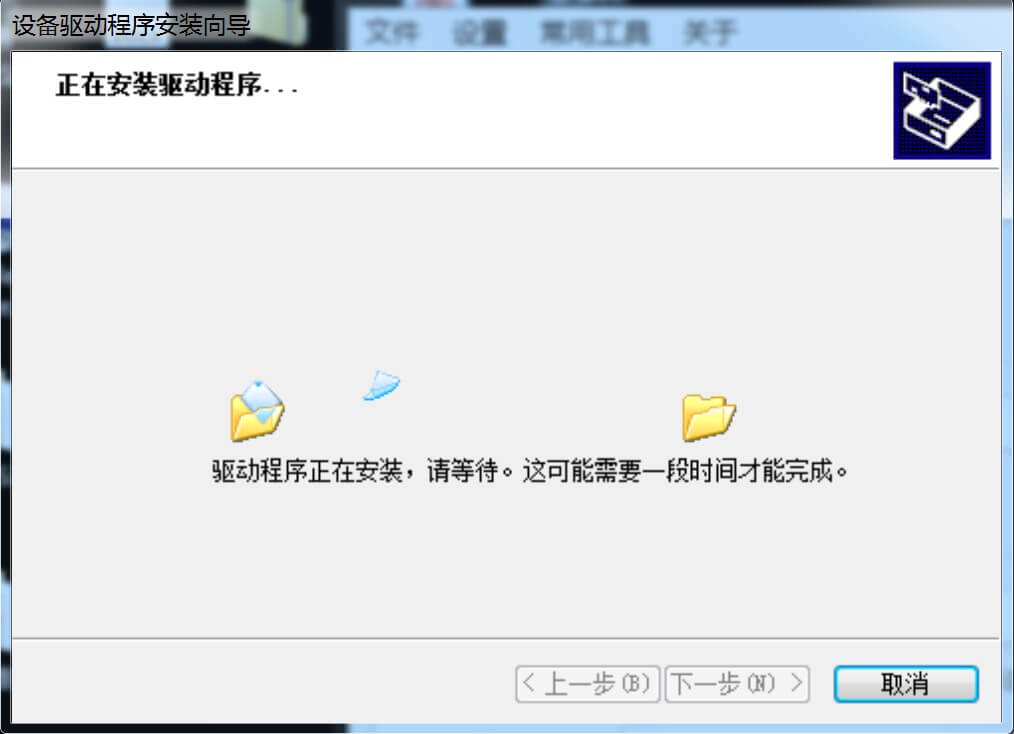 设备驱动程序安装向导
文件 设置 常用工具 关于
正在安装驱动程序...
驱动程序正在安装，请等待。这可能需要一段时间才能完成。
< 上一步(B) 下一步(N) > 取消